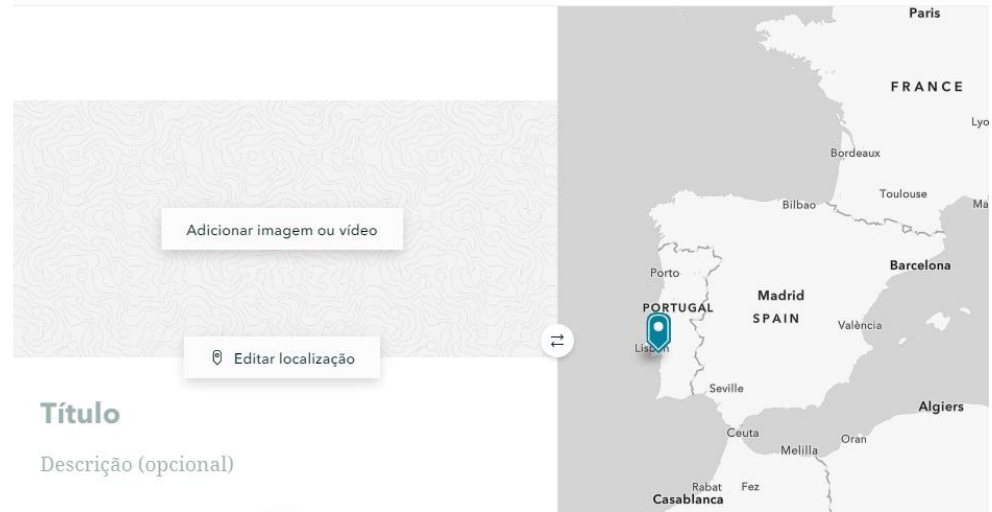 Adicionar imagem ou vídeo
Editar localização
Título
Descrição (opcional)
Paris
FRANCE
Lyo
Bordeaux
Toulouse
Ma
Bilbao
Barcelona
Porto
Madrid
PORTUGAL
SPAIN
València
Lisbon
Seville
Algiers
Ceuta
Oran
Melilla
Rabat
Fez
Casablanca